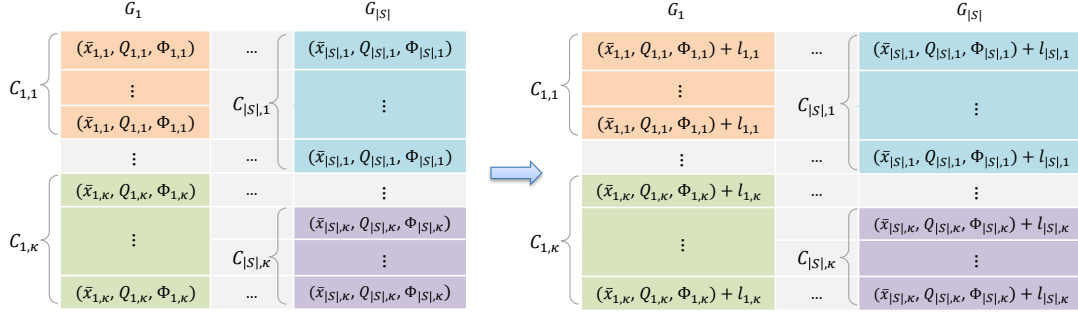 G₁ G_{|S|} G₁ G_{|S|}
(x̄_{1,1}, Q_{1,1}, Φ_{1,1}) ... (x̄_{|S|,1}, Q_{|S|,1}, Φ_{|S|,1}) (x̄_{1,1}, Q_{1,1}, Φ_{1,1}) + l_{1,1} ... (x̄_{|S|,1}, Q_{|S|,1}, Φ_{|S|,1}) + l_{|S|,1}
C_{1,1} ⋮ C_{|S|,1} ⋮ C_{1,1} ⋮ C_{|S|,1} ⋮
(x̄_{1,1}, Q_{1,1}, Φ_{1,1}) (x̄_{1,1}, Q_{1,1}, Φ_{1,1}) + l_{1,1}
⋮ ... (x̄_{|S|,1}, Q_{|S|,1}, Φ_{|S|,1}) ⋮ ... (x̄_{|S|,1}, Q_{|S|,1}, Φ_{|S|,1}) + l_{|S|,1}
(x̄_{1,κ}, Q_{1,κ}, Φ_{1,κ}) ... ⋮ (x̄_{1,κ}, Q_{1,κ}, Φ_{1,κ}) + l_{1,κ} ... ⋮
(x̄_{|S|,κ}, Q_{|S|,κ}, Φ_{|S|,κ}) (x̄_{|S|,κ}, Q_{|S|,κ}, Φ_{|S|,κ}) + l_{|S|,κ}
C_{1,κ} ⋮ C_{|S|,κ} ⋮ C_{1,κ} ⋮ C_{|S|,κ} ⋮
(x̄_{1,κ}, Q_{1,κ}, Φ_{1,κ}) ... (x̄_{|S|,κ}, Q_{|S|,κ}, Φ_{|S|,κ}) (x̄_{1,κ}, Q_{1,κ}, Φ_{1,κ}) + l_{1,κ} ... (x̄_{|S|,κ}, Q_{|S|,κ}, Φ_{|S|,κ}) + l_{|S|,κ}